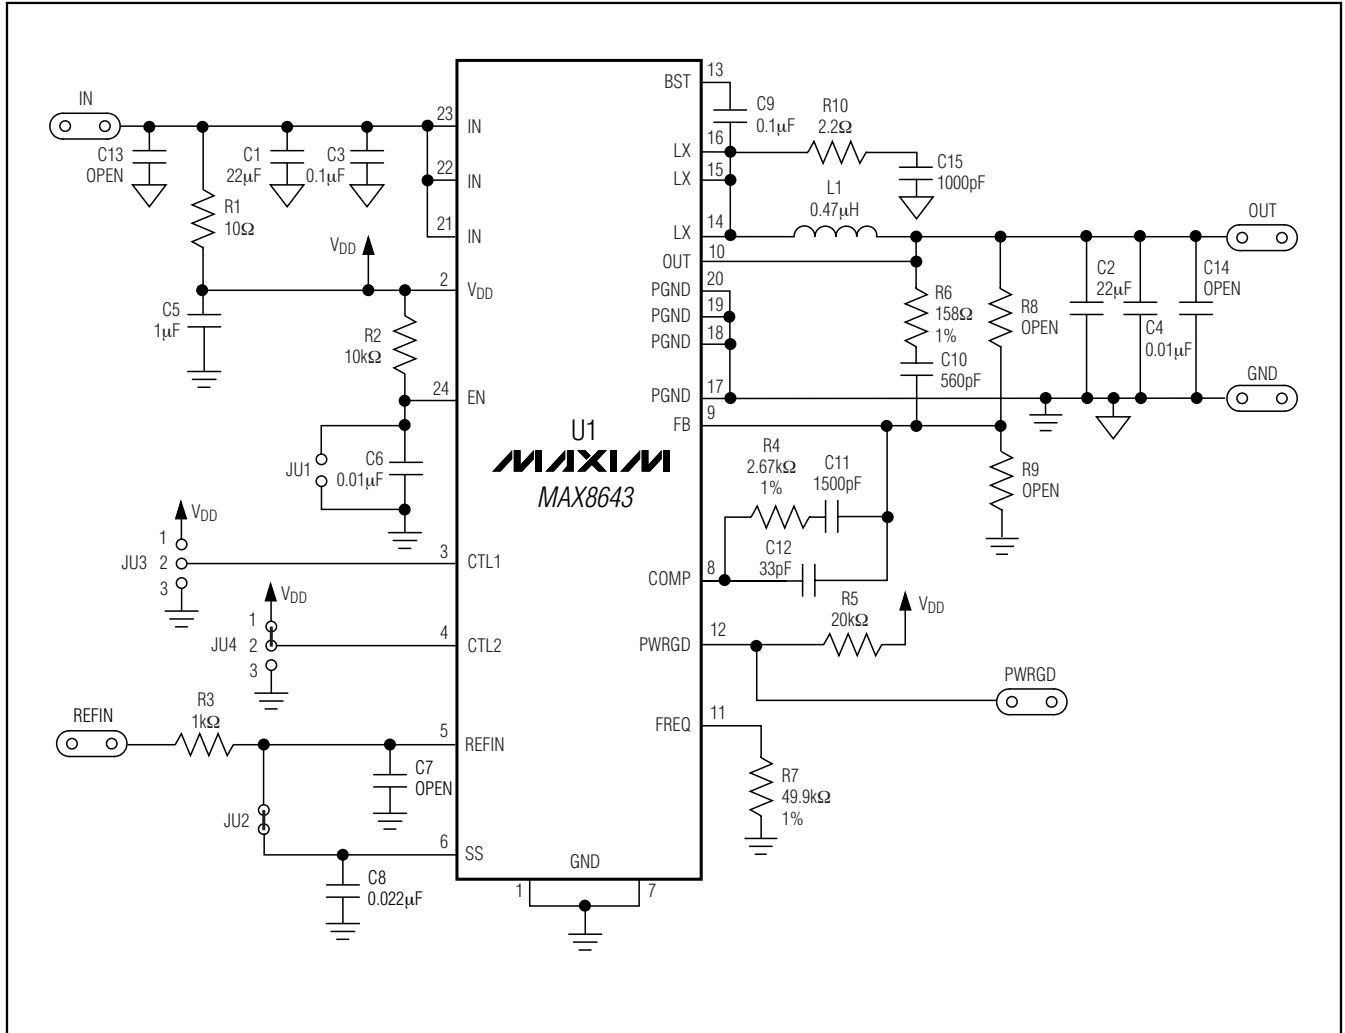 IN
C13
OPEN
R1
10Ω
C1
22µF
C3
0.1µF
VDD
C5
1µF
R2
10kΩ
JU1
C6
0.01µF
VDD
JU3
1
2
3
VDD
JU4
1
2
3
REFIN
R3
1kΩ
C7
OPEN
JU2
C8
0.022µF
23
IN
22
IN
21
IN
2
VDD
24
EN
3
CTL1
4
CTL2
5
REFIN
6
SS
U1
MAXIM
MAX8643
GND
1
7
BST
13
LX
16
LX
15
LX
14
OUT
10
PGND
20
PGND
19
PGND
18
PGND
17
FB
9
COMP
8
PWRGD
12
FREQ
11
C9
0.1µF
R10
2.2Ω
C15
1000pF
L1
0.47µH
OUT
R6
158Ω
1%
C10
560pF
R8
OPEN
C2
22µF
C4
0.01µF
C14
OPEN
GND
R4
2.67kΩ
1%
C11
1500pF
C12
33pF
R9
OPEN
R5
20kΩ
VDD
PWRGD
R7
49.9kΩ
1%